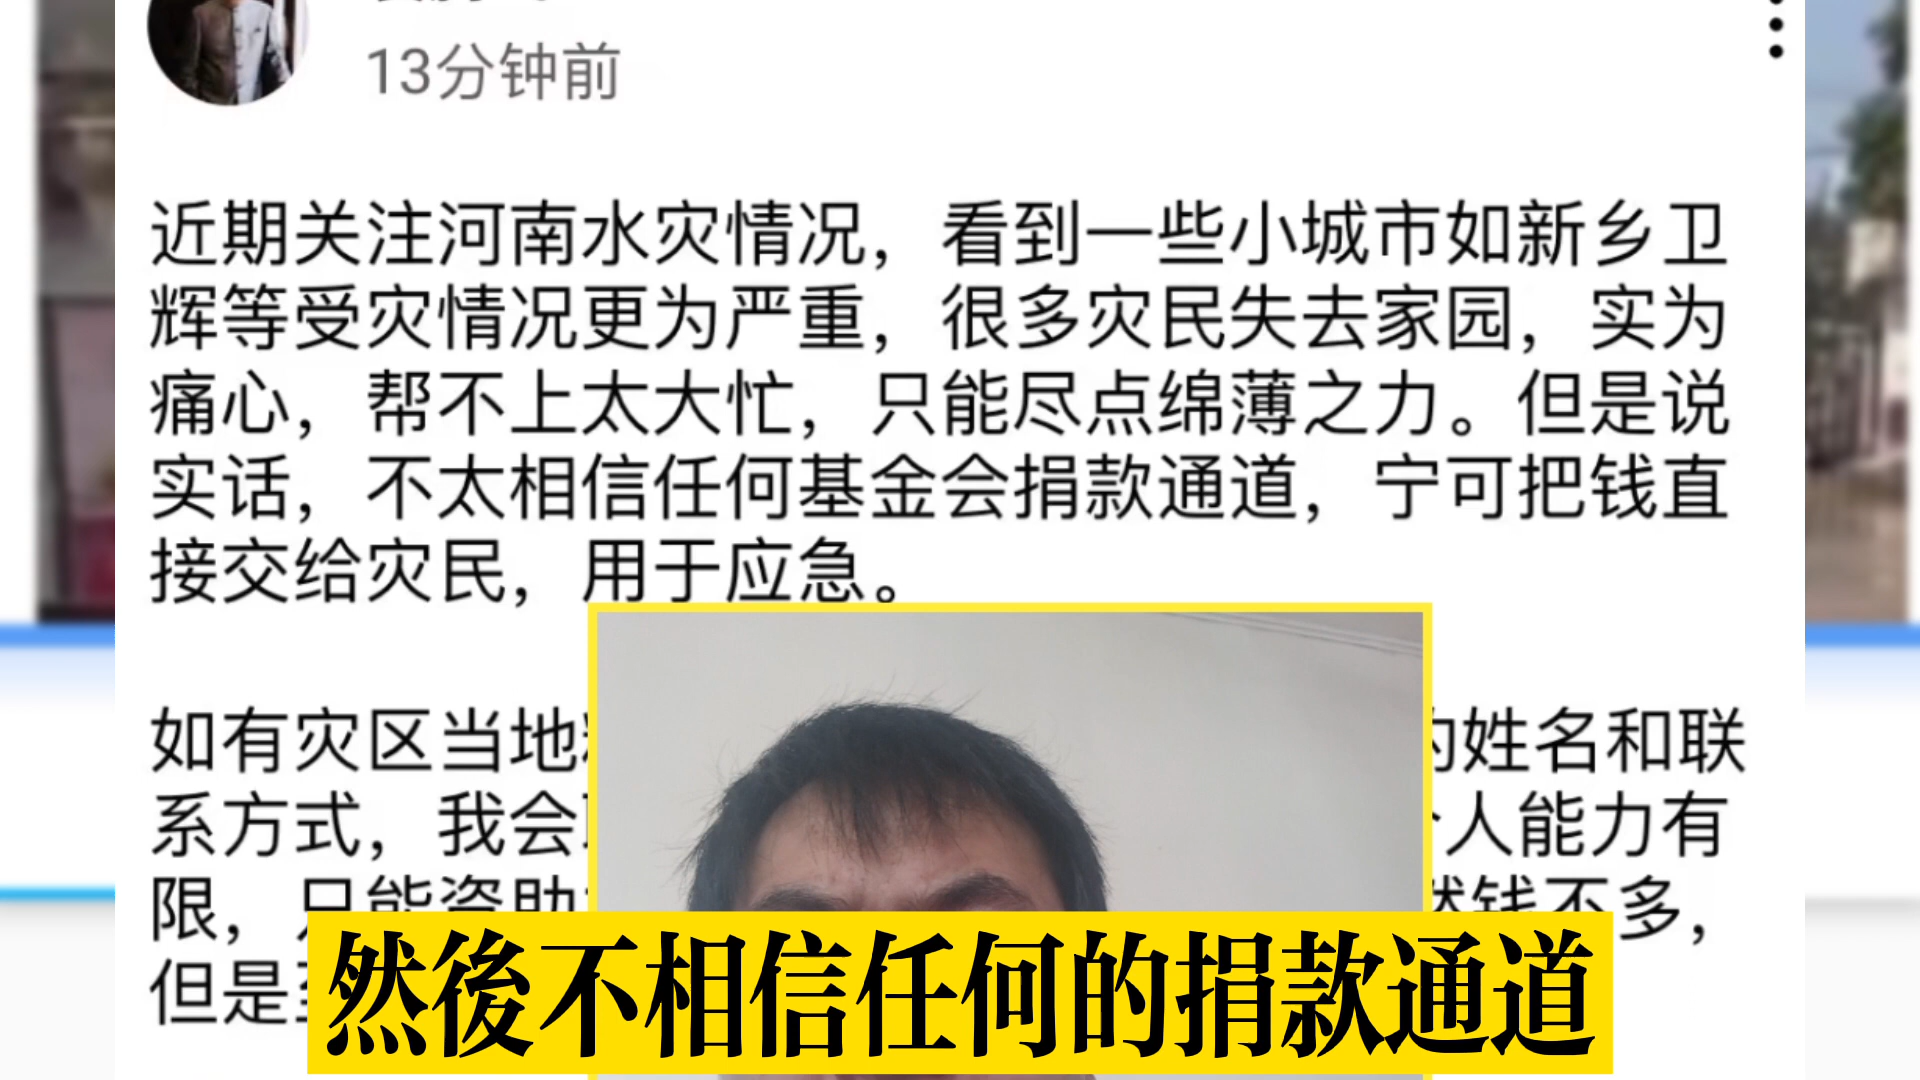 13分钟前
近期关注河南水灾情况，看到一些小城市如新乡卫
辉等受灾情况更为严重，很多灾民失去家园，实为
痛心，帮不上太大忙，只能尽点绵薄之力。但是说
实话，不太相信任何基金会捐款通道，宁可把钱直
接交给灾民，用于应急。
如有灾区当地 的姓名和联
系方式，我会 个人能力有
限，只能资助 然钱不多，
但是
然後不相信任何的捐款通道